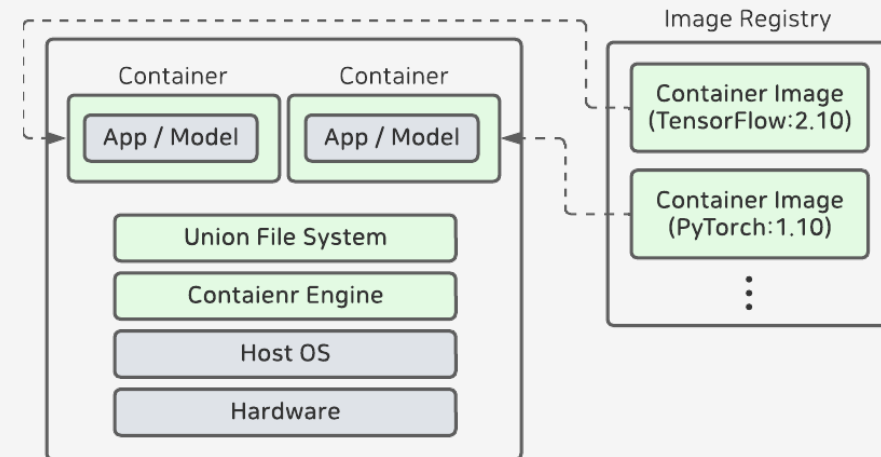 Image Registry
Container
Container
App / Model
App / Model
Container Image
(TensorFlow:2.10)
Container Image
(PyTorch:1.10)
Union File System
Contaienr Engine
Host OS
Hardware